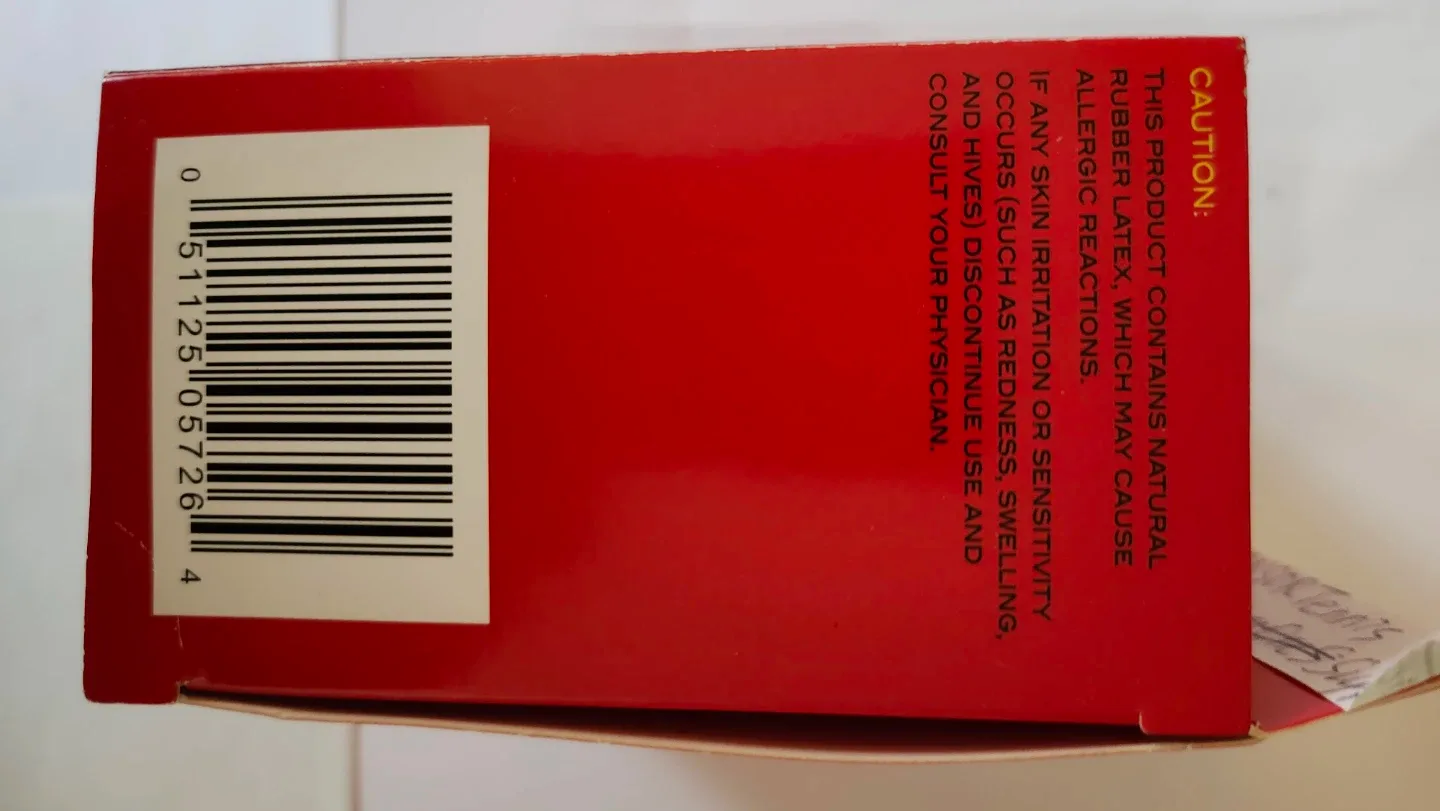 CAUTION:
THIS PRODUCT CONTAINS NATURAL
RUBBER LATEX, WHICH MAY CAUSE
ALLERGIC REACTIONS.
IF ANY SKIN IRRITATION OR SENSITIVITY
OCCURS (SUCH AS REDNESS, SWELLING,
AND HIVES) DISCONTINUE USE AND
CONSULT YOUR PHYSICIAN.
0 51125 05726 4